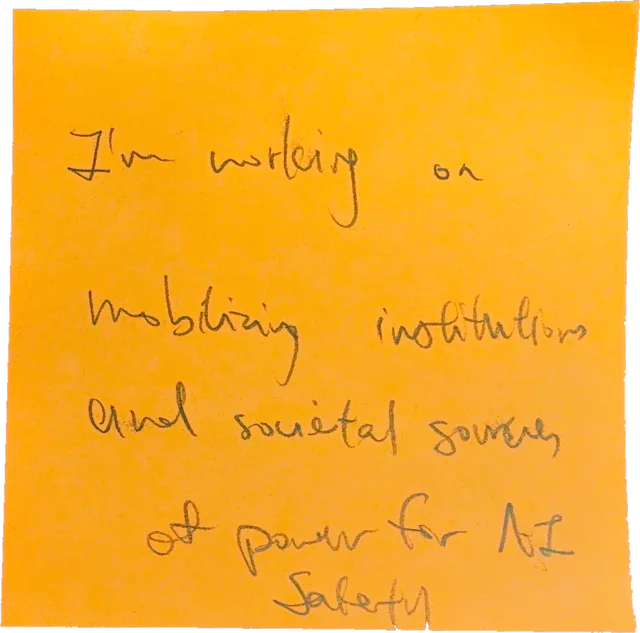 I'm working on
mobilizing institutions
and societal sources
of power for AI
Safety